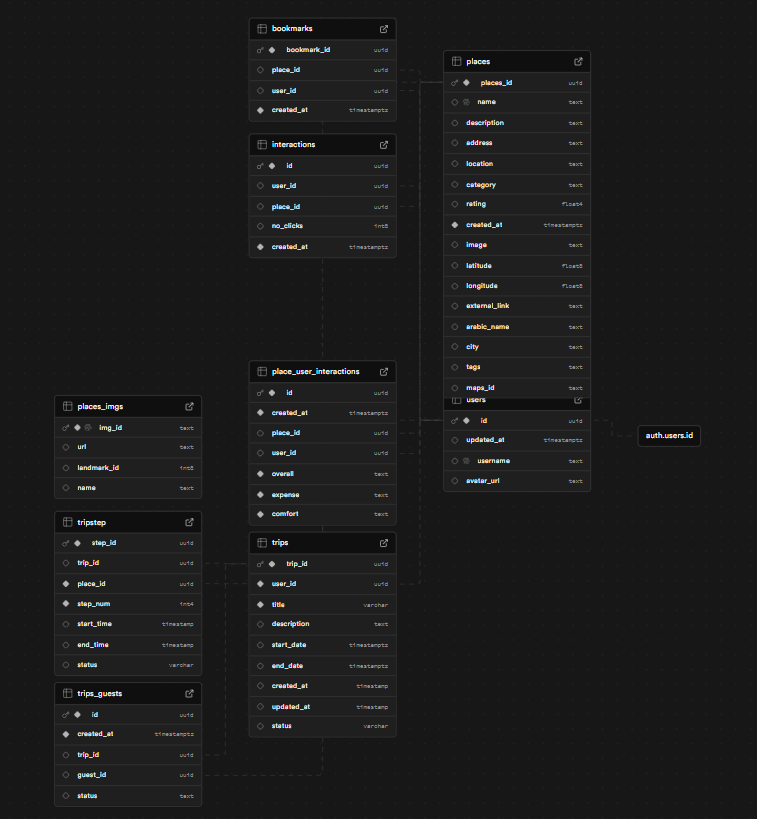 bookmarks
bookmark_id uuid
place_id uuid
user_id uuid
created_at timestamptz
interactions
id uuid
user_id uuid
place_id uuid
no_clicks int8
created_at timestamptz
places
places_id uuid
name text
description text
address text
location text
category text
rating float4
created_at timestamptz
image text
latitude float8
longitude float8
external_link text
arabic_name text
city text
tags text
maps_id text
users
id uuid
updated_at timestamptz
username text
avatar_url text
auth.users.id
place_user_interactions
id uuid
created_at timestamptz
place_id uuid
user_id uuid
overall text
expense text
comfort text
places_imgs
img_id text
url text
landmark_id int8
name text
tripstep
step_id uuid
trip_id uuid
place_id uuid
step_num int4
start_time timestamp
end_time timestamp
status varchar
trips
trip_id uuid
user_id uuid
title varchar
description text
start_date timestamptz
end_date timestamptz
created_at timestamp
updated_at timestamp
status varchar
trips_guests
id uuid
created_at timestamptz
trip_id uuid
guest_id uuid
status text